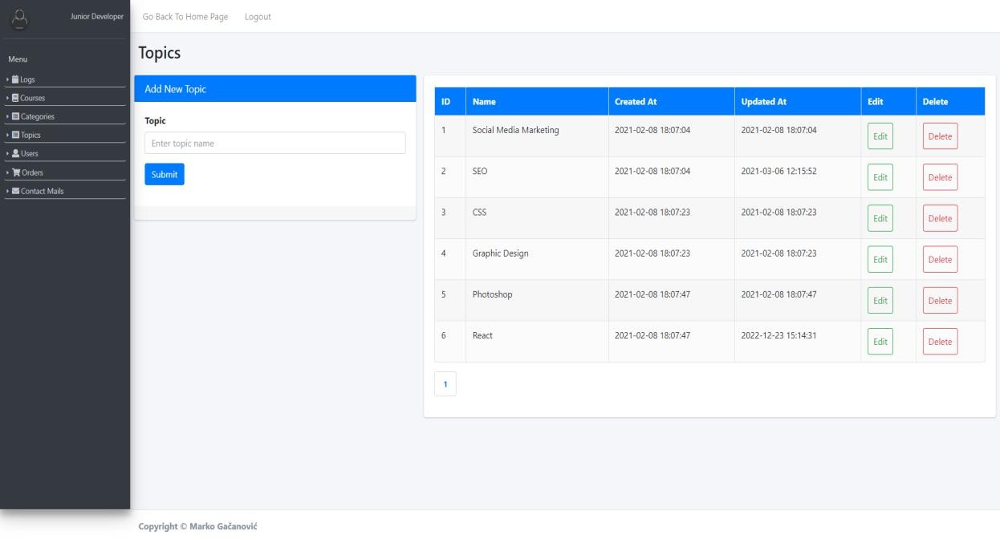 Junior Developer
Go Back To Home Page Logout
Menu
Logs
Courses
Categories
Topics
Users
Orders
Contact Mails
Topics
Add New Topic
Topic
Enter topic name
Submit
ID Name Created At Updated At Edit Delete
1 Social Media Marketing 2021-02-08 18:07:04 2021-02-08 18:07:04 Edit Delete
2 SEO 2021-02-08 18:07:04 2021-03-06 12:15:52 Edit Delete
3 CSS 2021-02-08 18:07:23 2021-02-08 18:07:23 Edit Delete
4 Graphic Design 2021-02-08 18:07:23 2021-02-08 18:07:23 Edit Delete
5 Photoshop 2021-02-08 18:07:47 2021-02-08 18:07:47 Edit Delete
6 React 2021-02-08 18:07:47 2022-12-23 15:14:31 Edit Delete
1
Copyright © Marko Gačanović